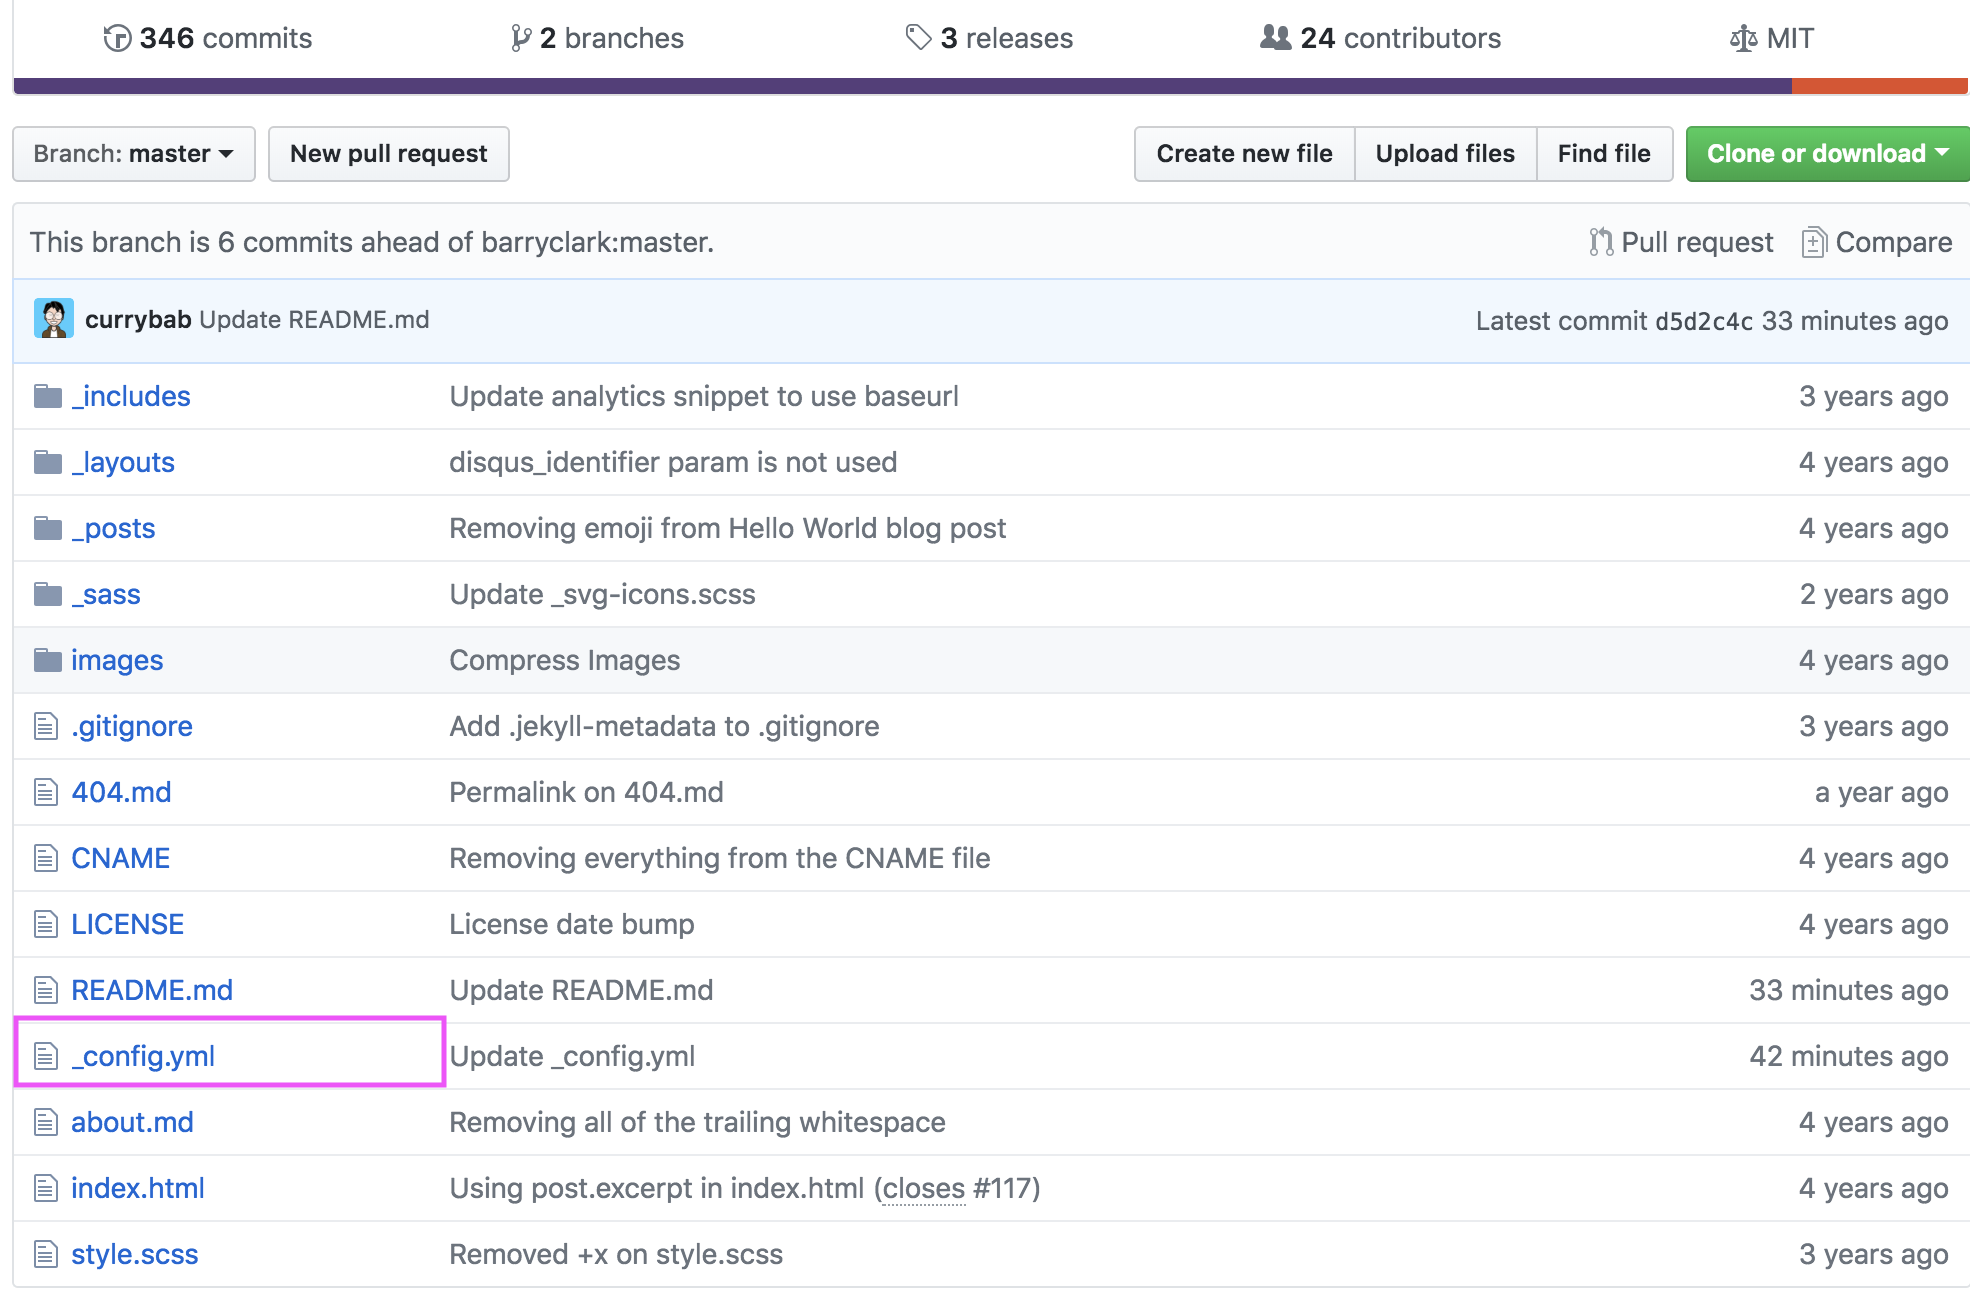 346 commits 2 branches 3 releases 24 contributors MIT
Branch: master New pull request Create new file Upload files Find file Clone or download
This branch is 6 commits ahead of barryclark:master. Pull request Compare
currybab Update README.md Latest commit d5d2c4c 33 minutes ago
_includes Update analytics snippet to use baseurl 3 years ago
_layouts disqus_identifier param is not used 4 years ago
_posts Removing emoji from Hello World blog post 4 years ago
_sass Update _svg-icons.scss 2 years ago
images Compress Images 4 years ago
.gitignore Add .jekyll-metadata to .gitignore 3 years ago
404.md Permalink on 404.md a year ago
CNAME Removing everything from the CNAME file 4 years ago
LICENSE License date bump 4 years ago
README.md Update README.md 33 minutes ago
_config.yml Update _config.yml 42 minutes ago
about.md Removing all of the trailing whitespace 4 years ago
index.html Using post.excerpt in index.html (closes #117) 4 years ago
style.scss Removed +x on style.scss 3 years ago